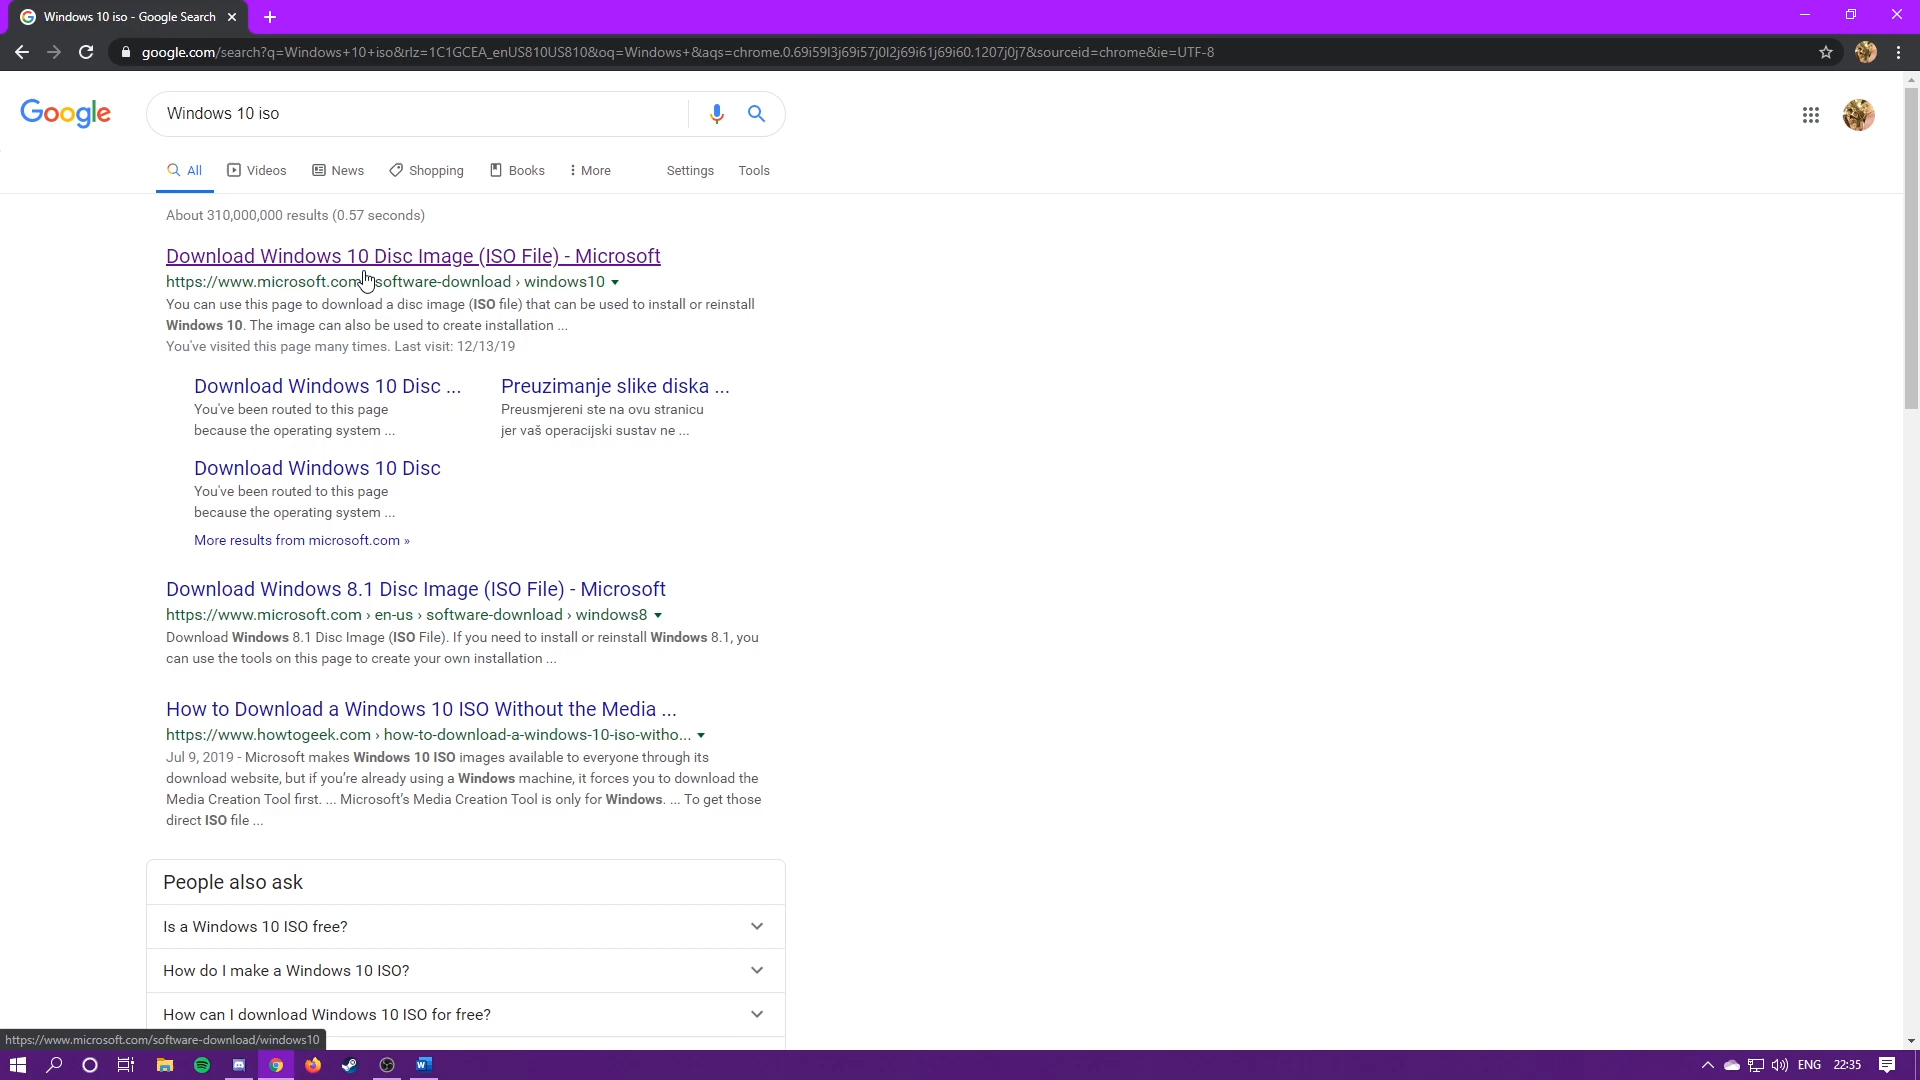 Windows 10 iso - Google Search
google.com/search?q=Windows+10+iso&rlz=1C1GCEA_enUS810US810&oq=Windows+&aqs=chrome.0.69i59l3j69i57j0l2j69i61j69i60.1207j0j7&sourceid=chrome&ie=UTF-8
Google
Windows 10 iso
All Videos News Shopping Books More Settings Tools
About 310,000,000 results (0.57 seconds)
Download Windows 10 Disc Image (ISO File) - Microsoft
https://www.microsoft.com software-download › windows10
You can use this page to download a disc image (ISO file) that can be used to install or reinstall
Windows 10. The image can also be used to create installation ...
You've visited this page many times. Last visit: 12/13/19
Download Windows 10 Disc ...
You've been routed to this page
because the operating system ...
Preuzimanje slike diska ...
Preusmjereni ste na ovu stranicu
jer vaš operacijski sustav ne ...
Download Windows 10 Disc
You've been routed to this page
because the operating system ...
More results from microsoft.com »
Download Windows 8.1 Disc Image (ISO File) - Microsoft
https://www.microsoft.com › en-us › software-download › windows8
Download Windows 8.1 Disc Image (ISO File). If you need to install or reinstall Windows 8.1, you
can use the tools on this page to create your own installation ...
How to Download a Windows 10 ISO Without the Media ...
https://www.howtogeek.com › how-to-download-a-windows-10-iso-witho...
Jul 9, 2019 - Microsoft makes Windows 10 ISO images available to everyone through its
download website, but if you’re already using a Windows machine, it forces you to download the
Media Creation Tool first. ... Microsoft’s Media Creation Tool is only for Windows. ... To get those
direct ISO file ...
People also ask
Is a Windows 10 ISO free?
How do I make a Windows 10 ISO?
How can I download Windows 10 ISO for free?
https://www.microsoft.com/software-download/windows10
ENG 22:35